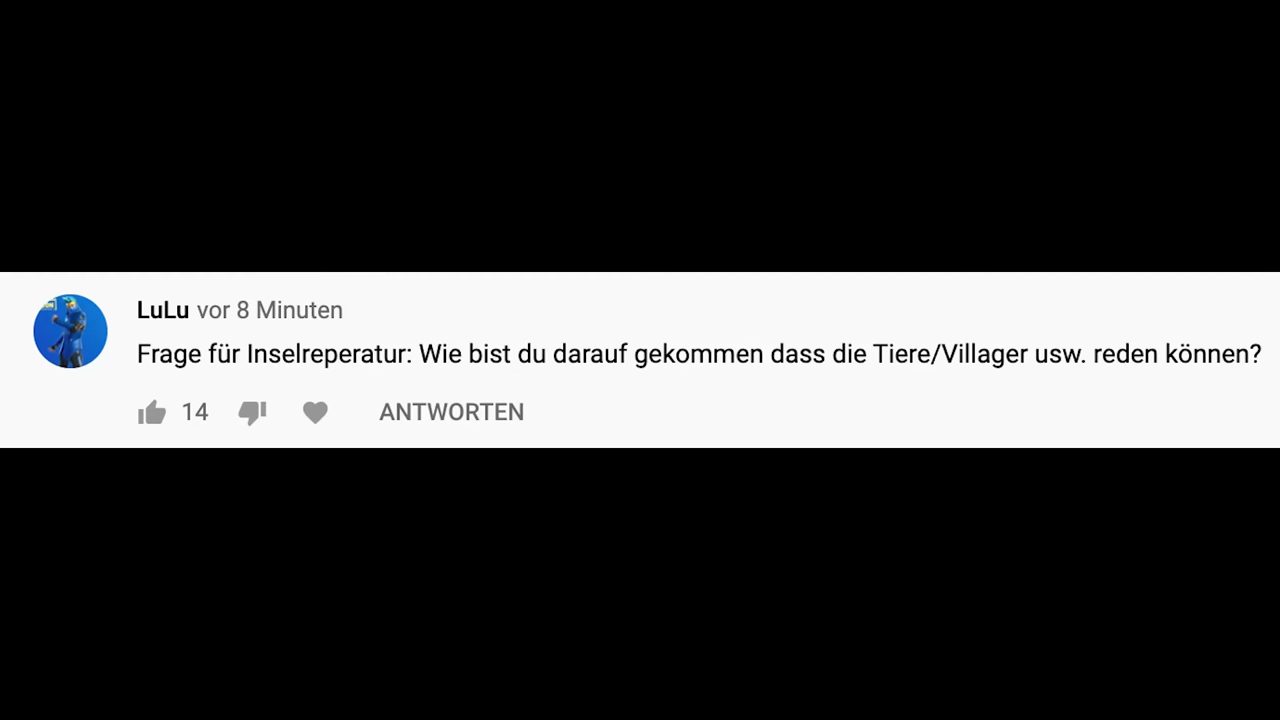 LuLu vor 8 Minuten
Frage für Inselreperatur: Wie bist du darauf gekommen dass die Tiere/Villager usw. reden können?
14 ANTWORTEN